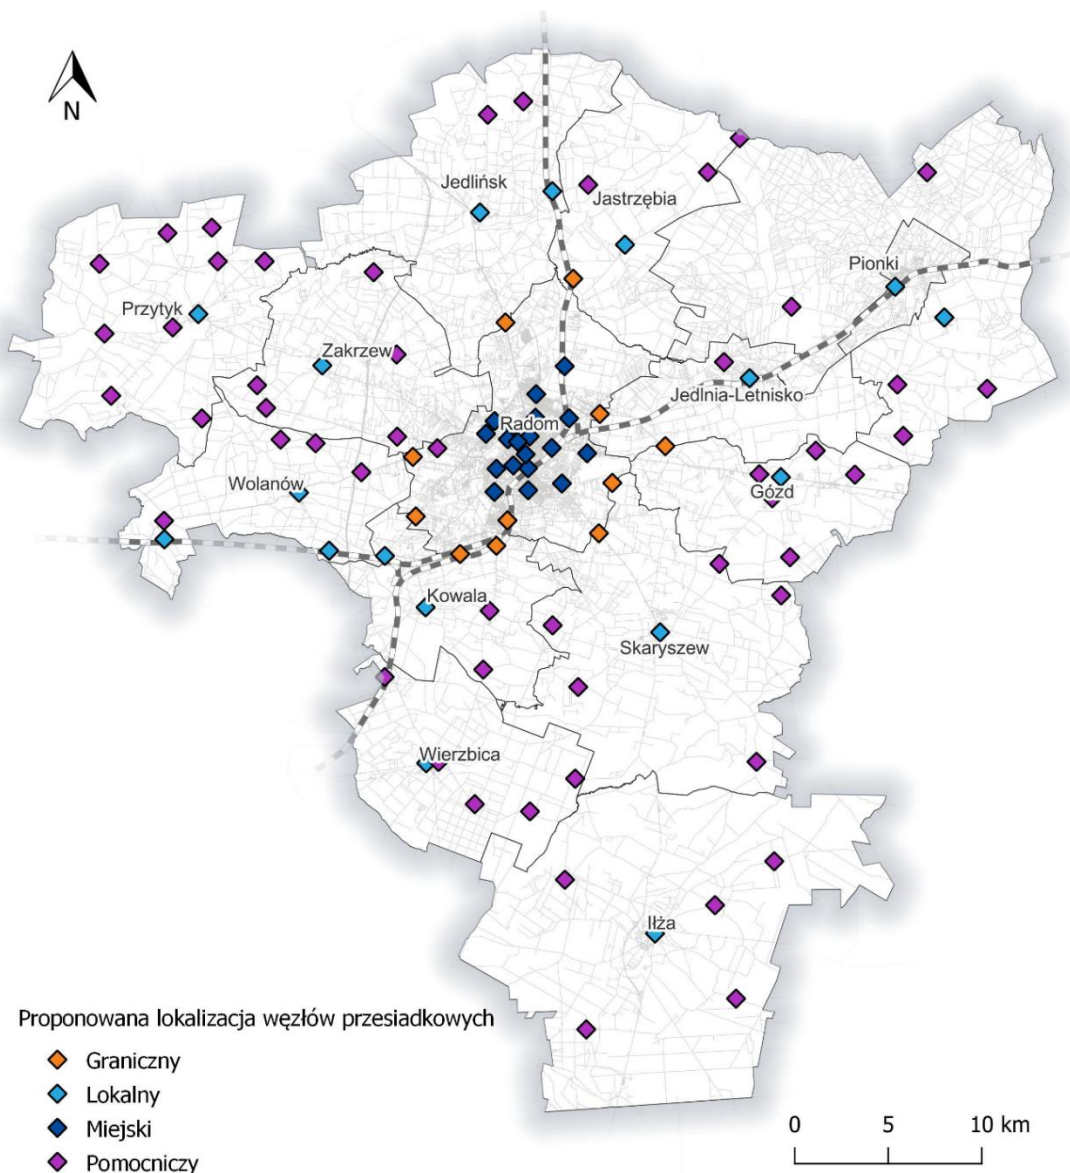 N
Jedlińsk
Jastrzębia
Pionki
Przytyk
Zakrzew
Jedlnia-Letnisko
Radom
Wolanów
Gózd
Kowala
Skaryszew
Wierzbica
Iłża
Proponowana lokalizacja węzłów przesiadkowych
Graniczny
Lokalny
Miejski
Pomocniczy
0 5 10 km